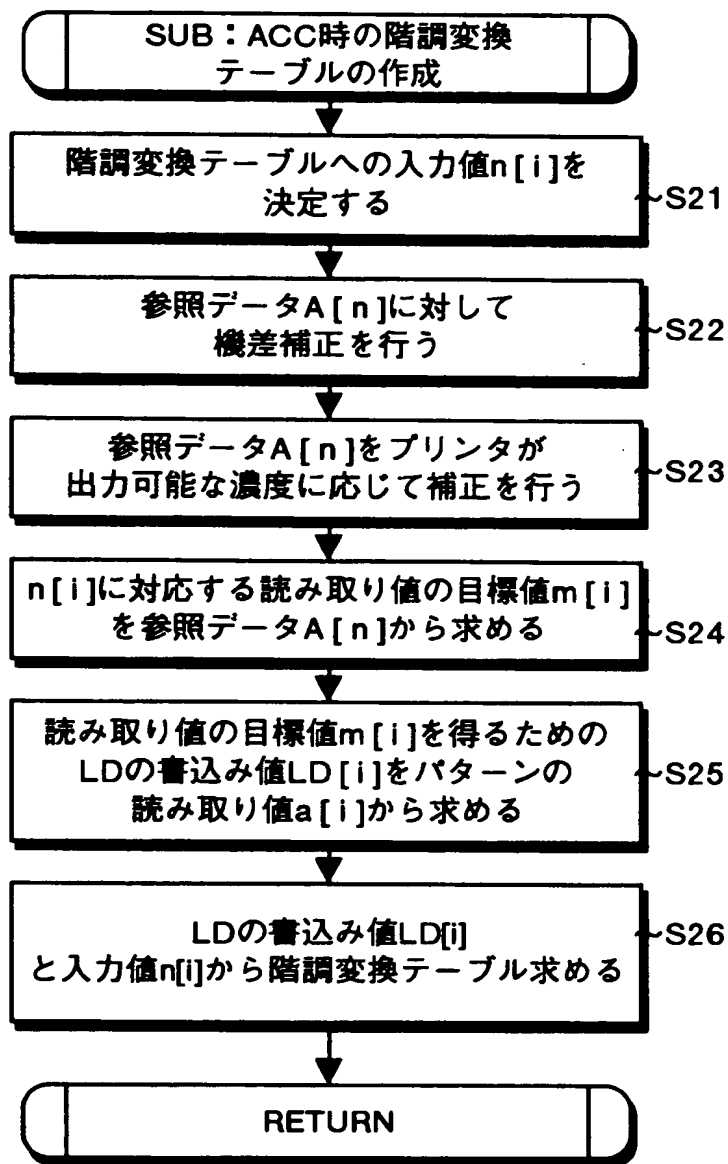 SUB：ACC時の階調変換
テーブルの作成
階調変換テーブルへの入力値n[i]を
決定する
~S21
参照データA[n]に対して
機差補正を行う
~S22
参照データA[n]をプリンタが
出力可能な濃度に応じて補正を行う
~S23
n[i]に対応する読み取り値の目標値m[i]
を参照データA[n]から求める
~S24
読み取り値の目標値m[i]を得るための
LDの書込み値LD[i]をパターンの
読み取り値a[i]から求める
~S25
LDの書込み値LD[i]
と入力値n[i]から階調変換テーブル求める
~S26
RETURN